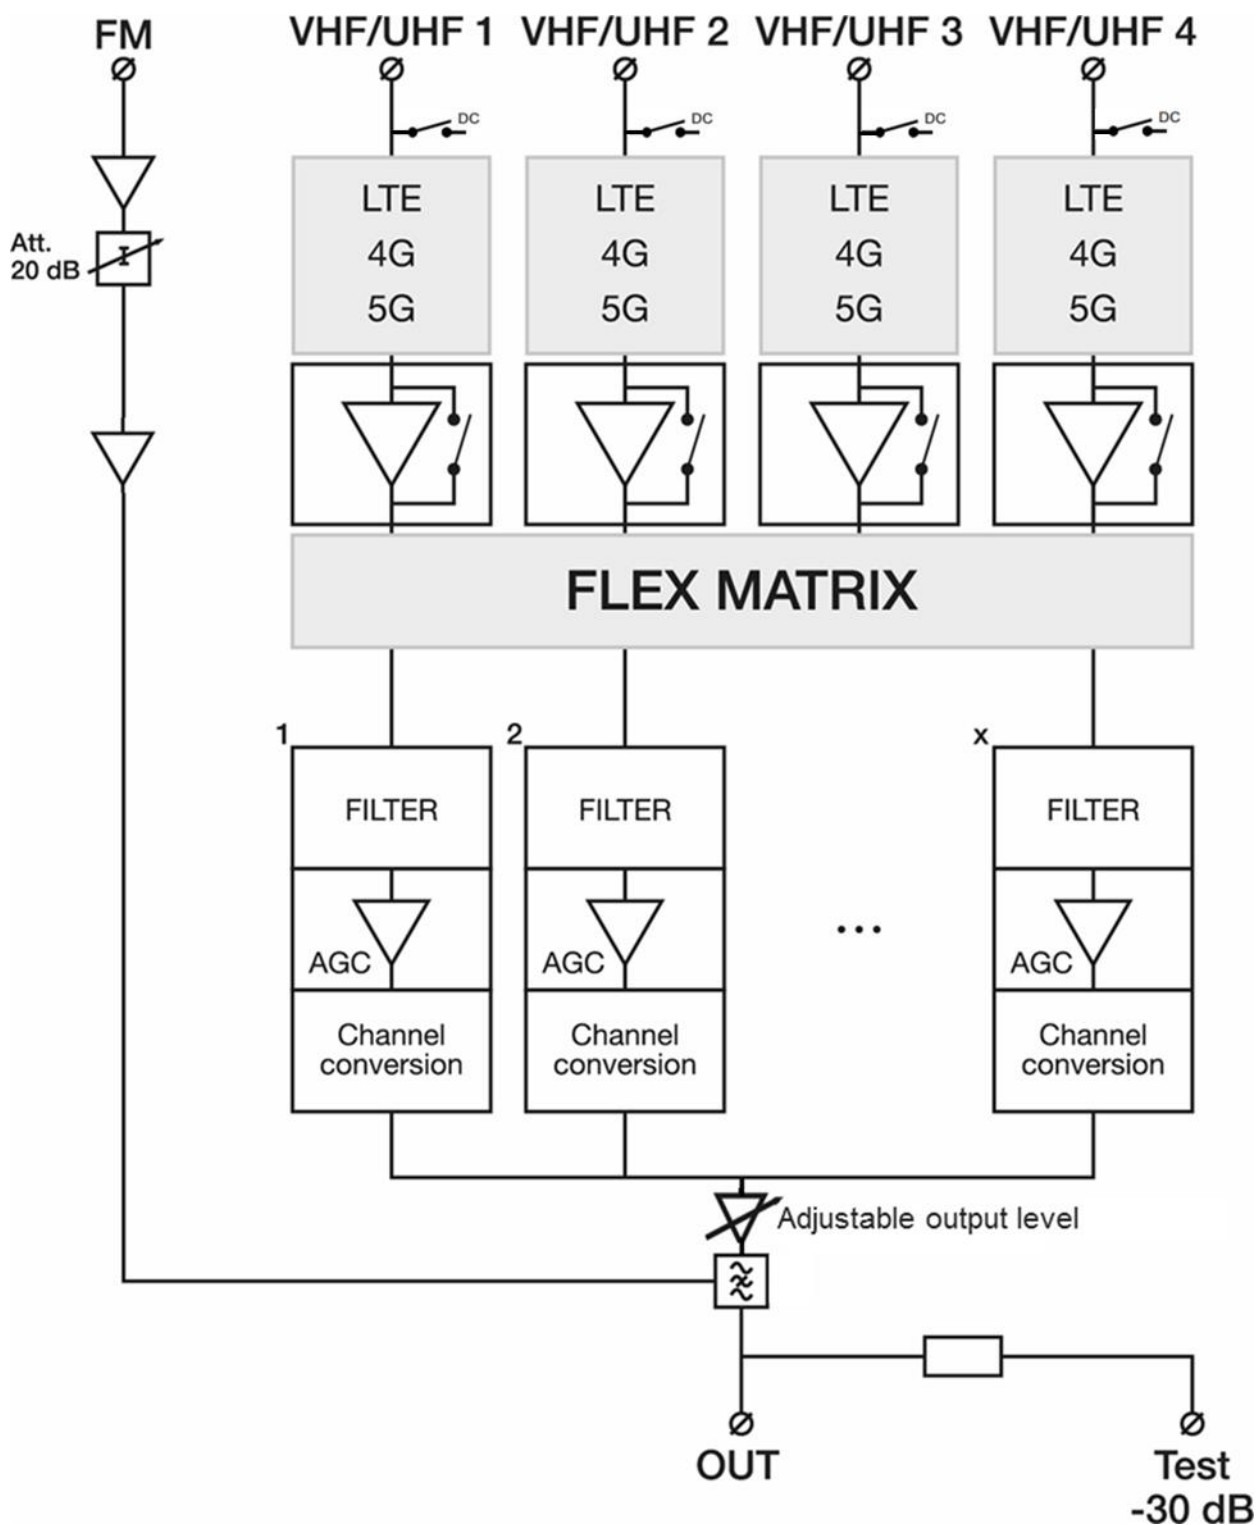 FM
VHF/UHF 1
VHF/UHF 2
VHF/UHF 3
VHF/UHF 4
DC
DC
DC
DC
Att.
20 dB
LTE
4G
5G
LTE
4G
5G
LTE
4G
5G
LTE
4G
5G
FLEX MATRIX
1
2
x
FILTER
FILTER
FILTER
AGC
AGC
...
AGC
Channel
conversion
Channel
conversion
Channel
conversion
Adjustable output level
OUT
Test
-30 dB